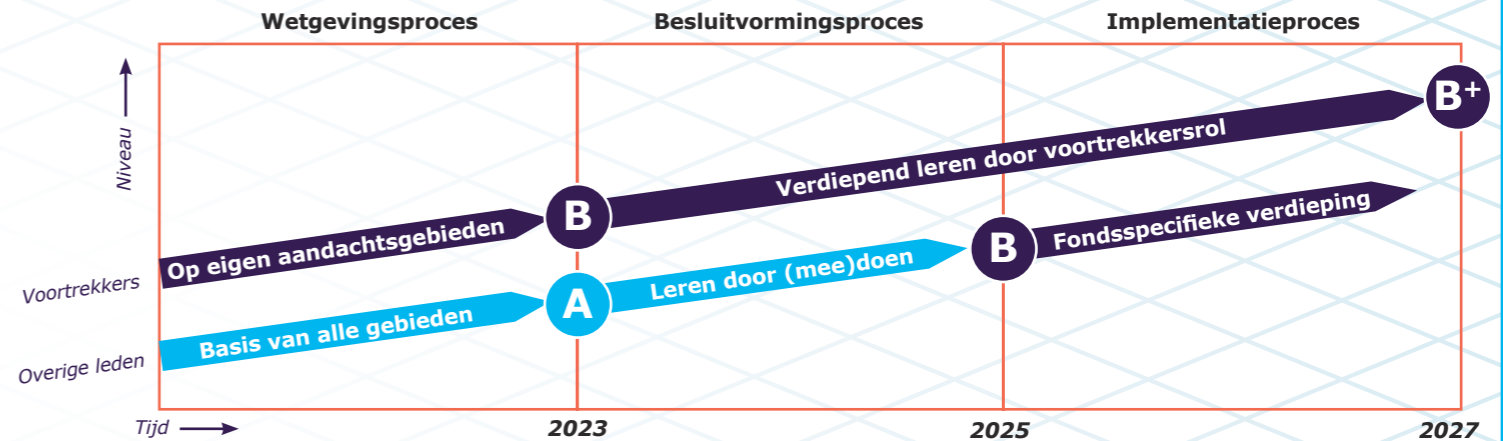 Wetgevingsproces
Besluitvormingsproces
Implementatieproces
Niveau
B+
Verdiepend leren door voortrekkersrol
B
Op eigen aandachtsgebieden
Voortrekkers
Fondsspecifieke verdieping
B
Leren door (mee)doen
A
Basis van alle gebieden
Overige leden
Tijd
2023
2025
2027